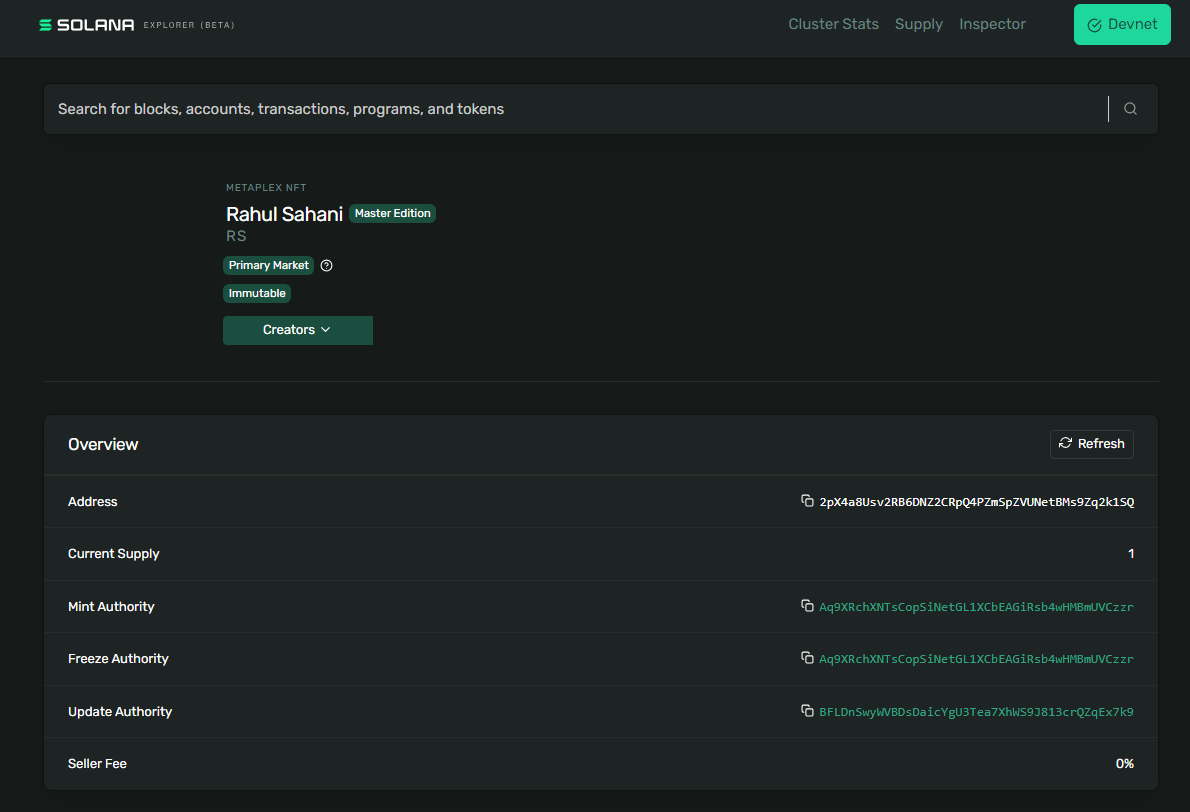 SOLANA EXPLORER (BETA)
Cluster Stats Supply Inspector Devnet
Search for blocks, accounts, transactions, programs, and tokens
METAPLEX NFT
Rahul Sahani Master Edition
RS
Primary Market
Immutable
Creators
Overview Refresh
Address 2pX4a8Usv2RB6DNZ2CRpQ4PZmSpZVUNetBMs9Zq2k1SQ
Current Supply 1
Mint Authority Aq9XRchXNTsCopSiNetGL1XCbEAGiRsb4wHMBmUVCzzr
Freeze Authority Aq9XRchXNTsCopSiNetGL1XCbEAGiRsb4wHMBmUVCzzr
Update Authority BFLDnSwyWVBDsDaicYgU3Tea7XhWS9J813crQZqEx7k9
Seller Fee 0%